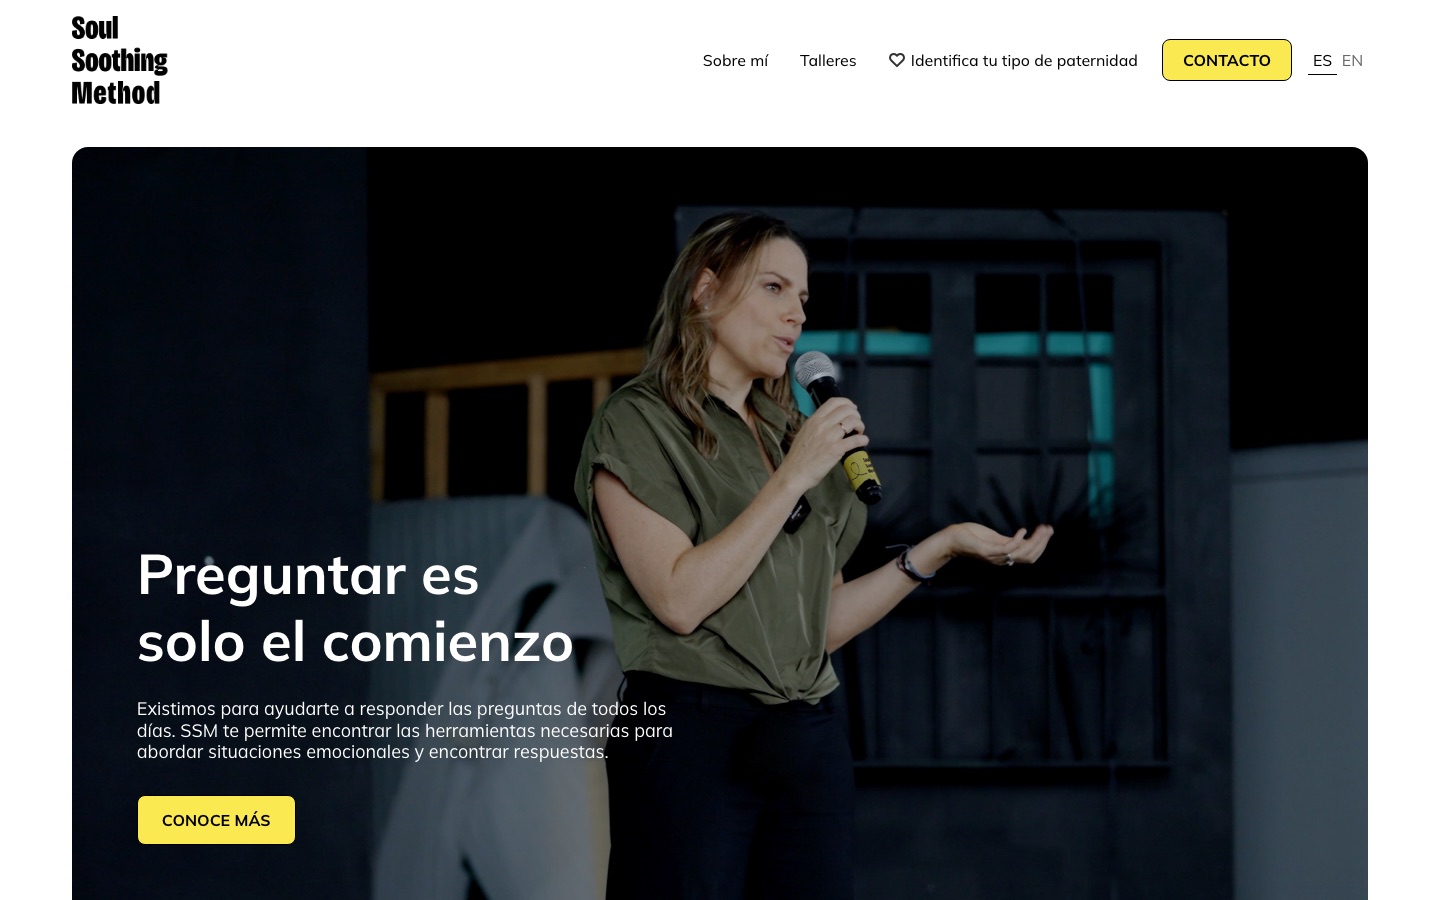 Soul
Soothing
Method
Sobre mí
Talleres
Identifica tu tipo de paternidad
CONTACTO
ES EN
Preguntar es
solo el comienzo
Existimos para ayudarte a responder las preguntas de todos los
días. SSM te permite encontrar las herramientas necesarias para
abordar situaciones emocionales y encontrar respuestas.
CONOCE MÁS